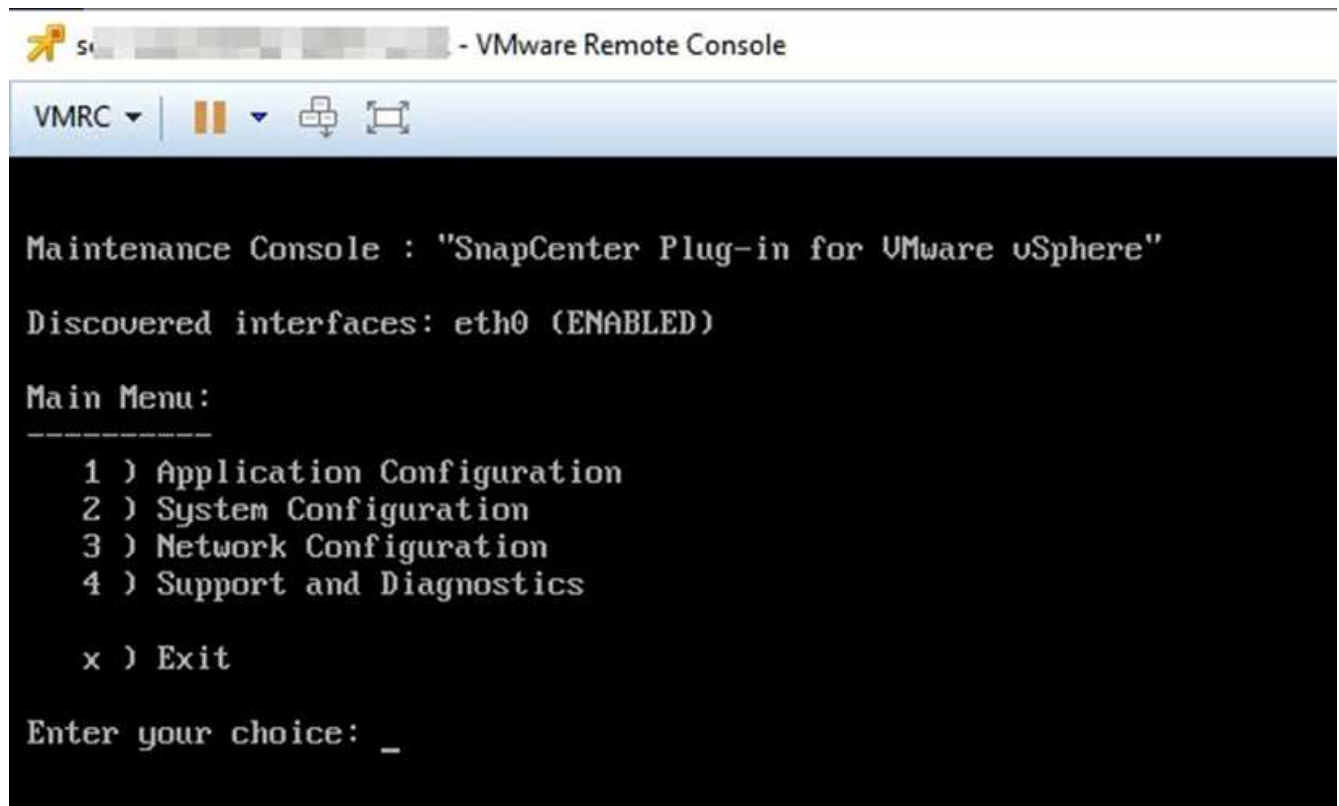 - VMware Remote Console
VMRC
Maintenance Console : "SnapCenter Plug-in for VMware vSphere"
Discovered interfaces: eth0 (ENABLED)
Main Menu:
----------
1 ) Application Configuration
2 ) System Configuration
3 ) Network Configuration
4 ) Support and Diagnostics
x ) Exit
Enter your choice: _